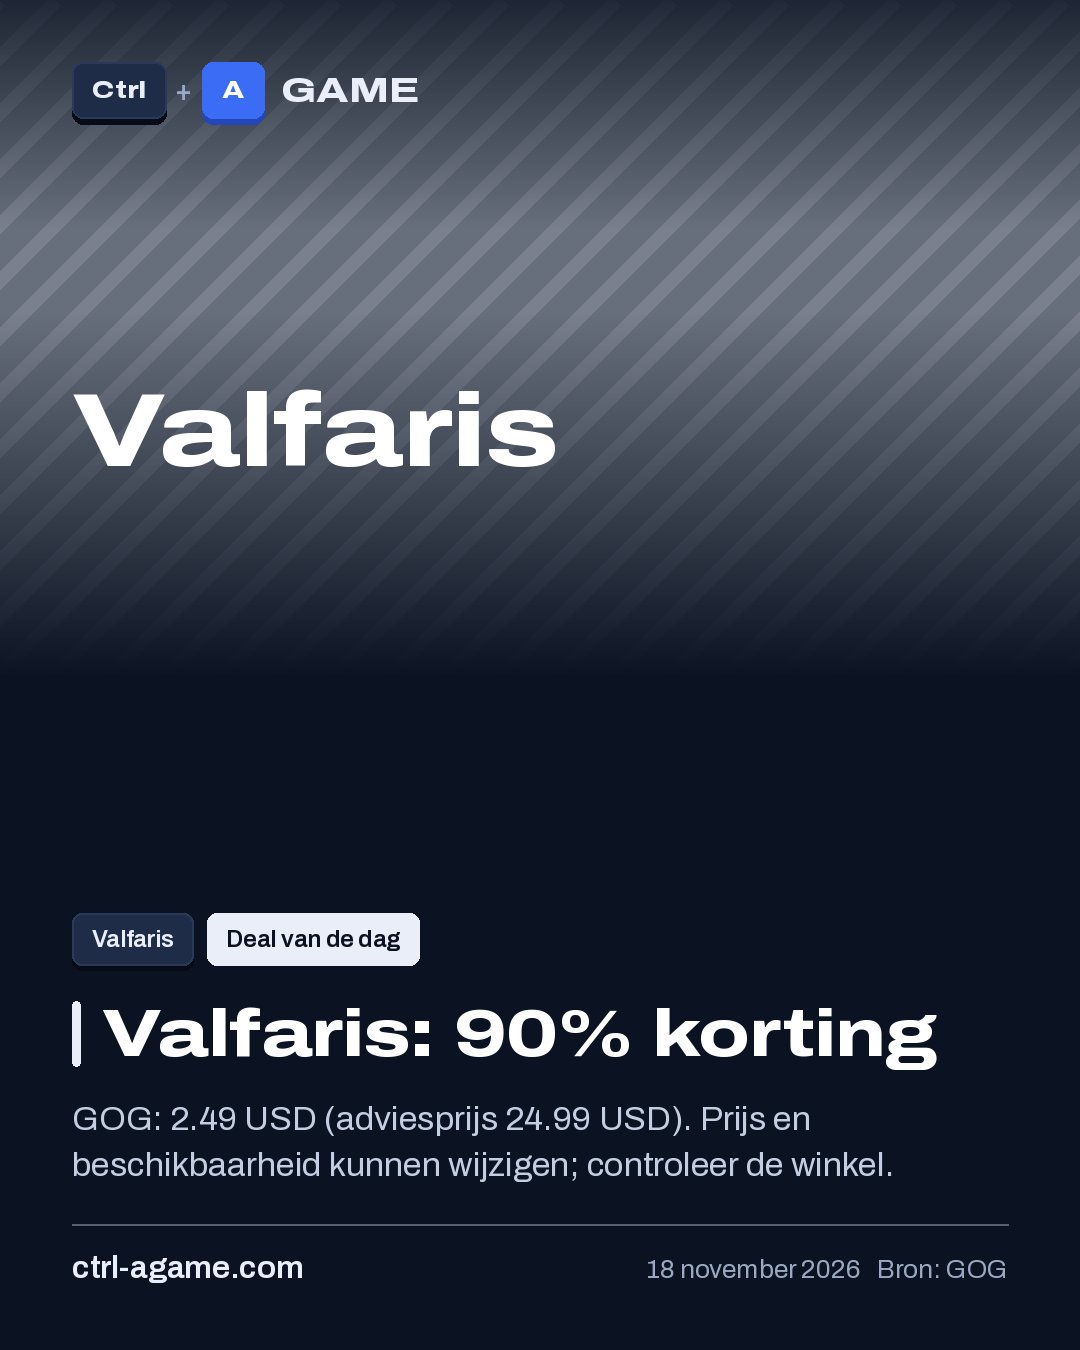 Ctrl + A GAME
Valfaris
Valfaris Deal van de dag
Valfaris: 90% korting
GOG: 2.49 USD (adviesprijs 24.99 USD). Prijs en
beschikbaarheid kunnen wijzigen; controleer de winkel.
ctrl-agame.com 18 november 2026 Bron: GOG